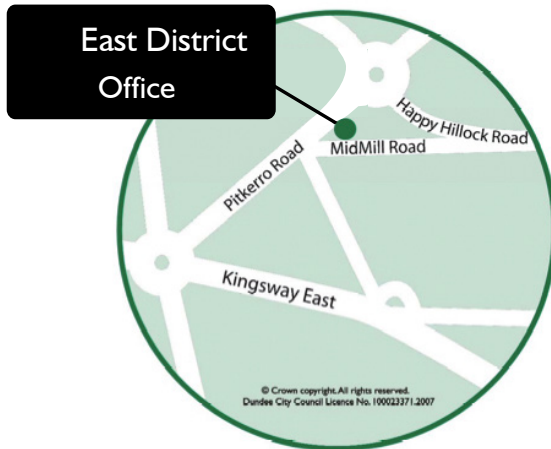 East District
Office
Happy Hillock Road
MidMill Road
Pitkerro Road
Kingsway East
© Crown copyright.All rights reserved.
Dundee City Council Licence No.100023371.2007